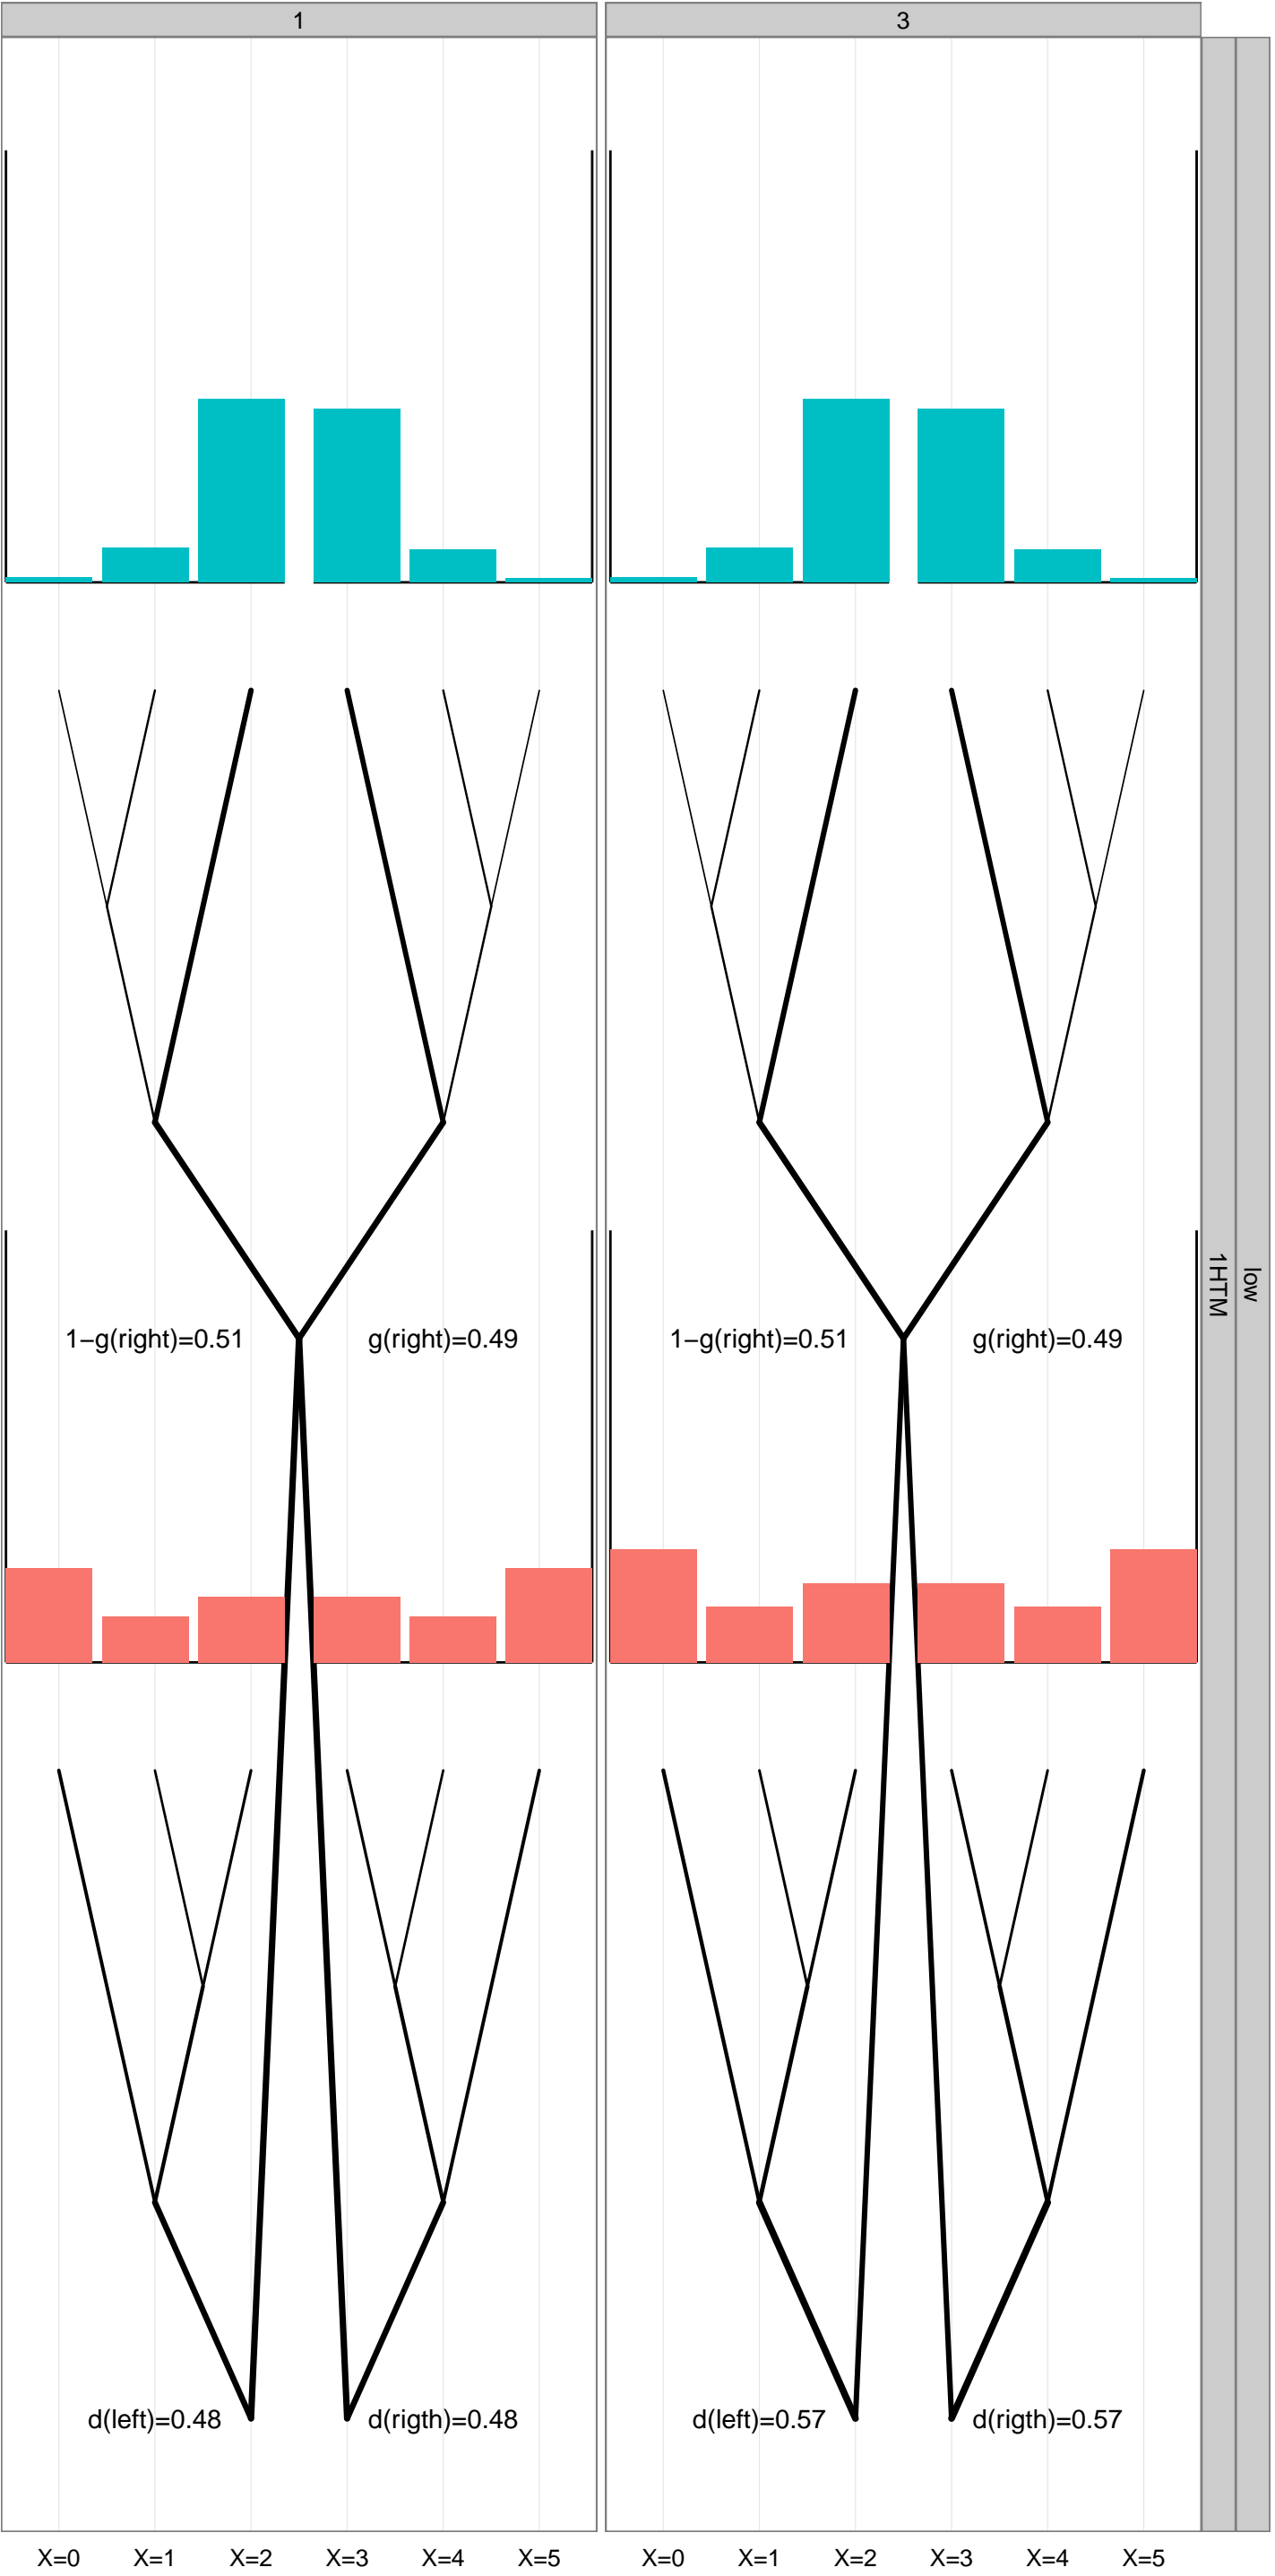 1 3
1HTM low
1−g(right)=0.51 g(right)=0.49 1−g(right)=0.51 g(right)=0.49
d(left)=0.48 d(rigth)=0.48 d(left)=0.57 d(rigth)=0.57
X=0 X=1 X=2 X=3 X=4 X=5 X=0 X=1 X=2 X=3 X=4 X=5